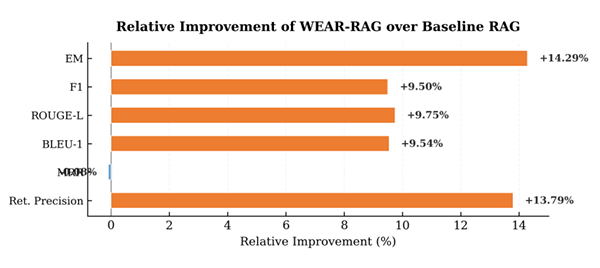 Relative Improvement of WEAR-RAG over Baseline RAG
EM +14.29%
F1 +9.50%
ROUGE-L +9.75%
BLEU-1 +9.54%
Ret. Precision +13.79%
0 2 4 6 8 10 12 14
Relative Improvement (%)